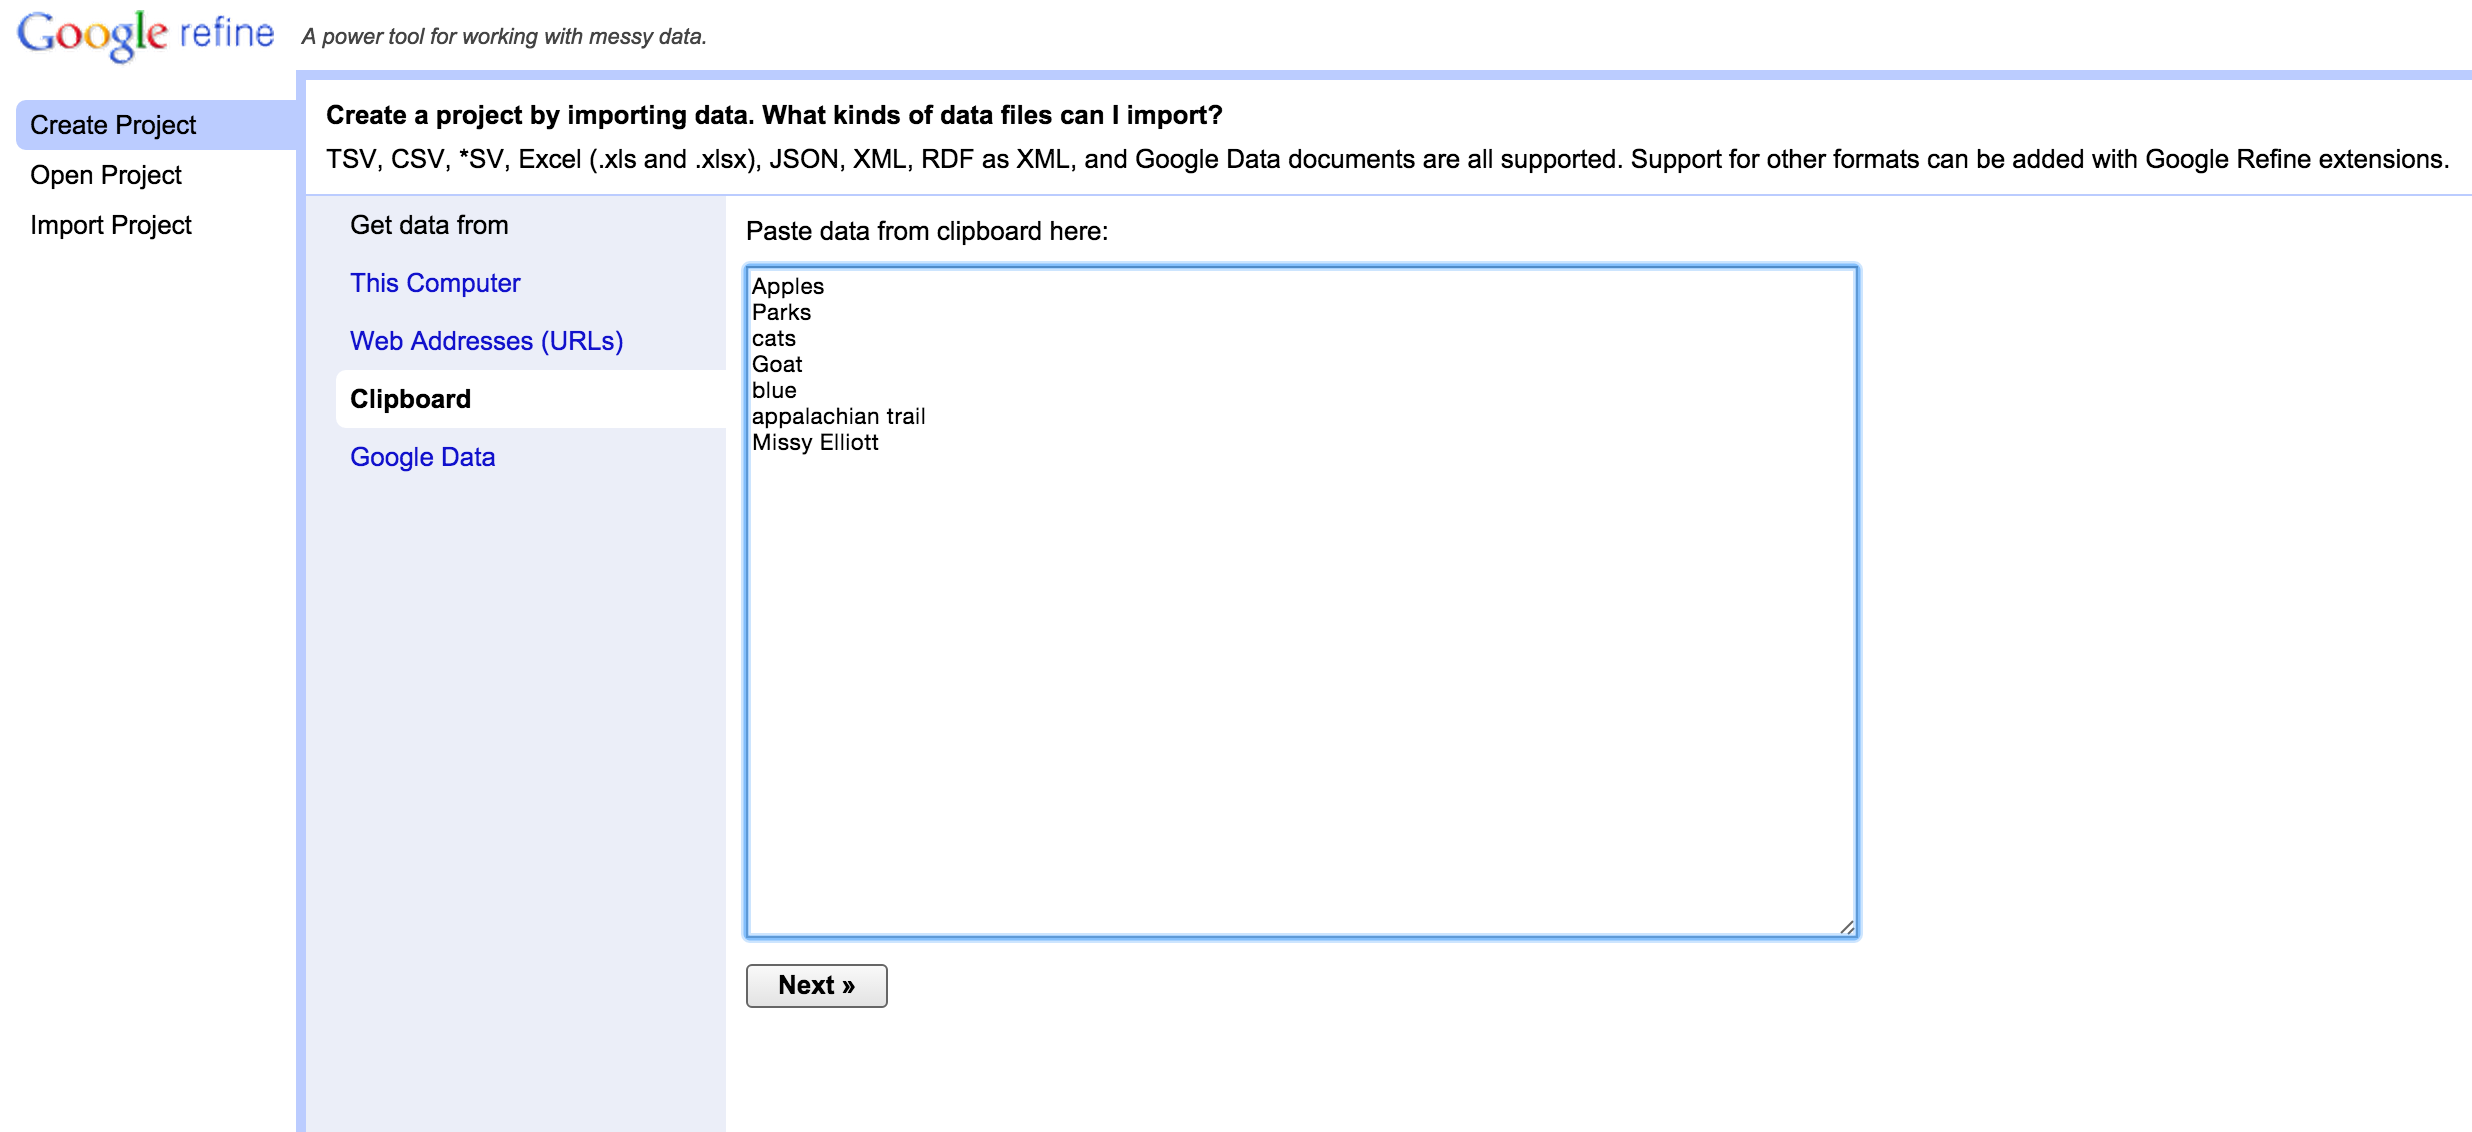 Google refine A power tool for working with messy data.
Create Project
Open Project
Import Project
Create a project by importing data. What kinds of data files can I import?
TSV, CSV, *SV, Excel (.xls and .xlsx), JSON, XML, RDF as XML, and Google Data documents are all supported. Support for other formats can be added with Google Refine extensions.
Get data from
This Computer
Web Addresses (URLs)
Clipboard
Google Data
Paste data from clipboard here:
Apples
Parks
cats
Goat
blue
appalachian trail
Missy Elliott
Next »